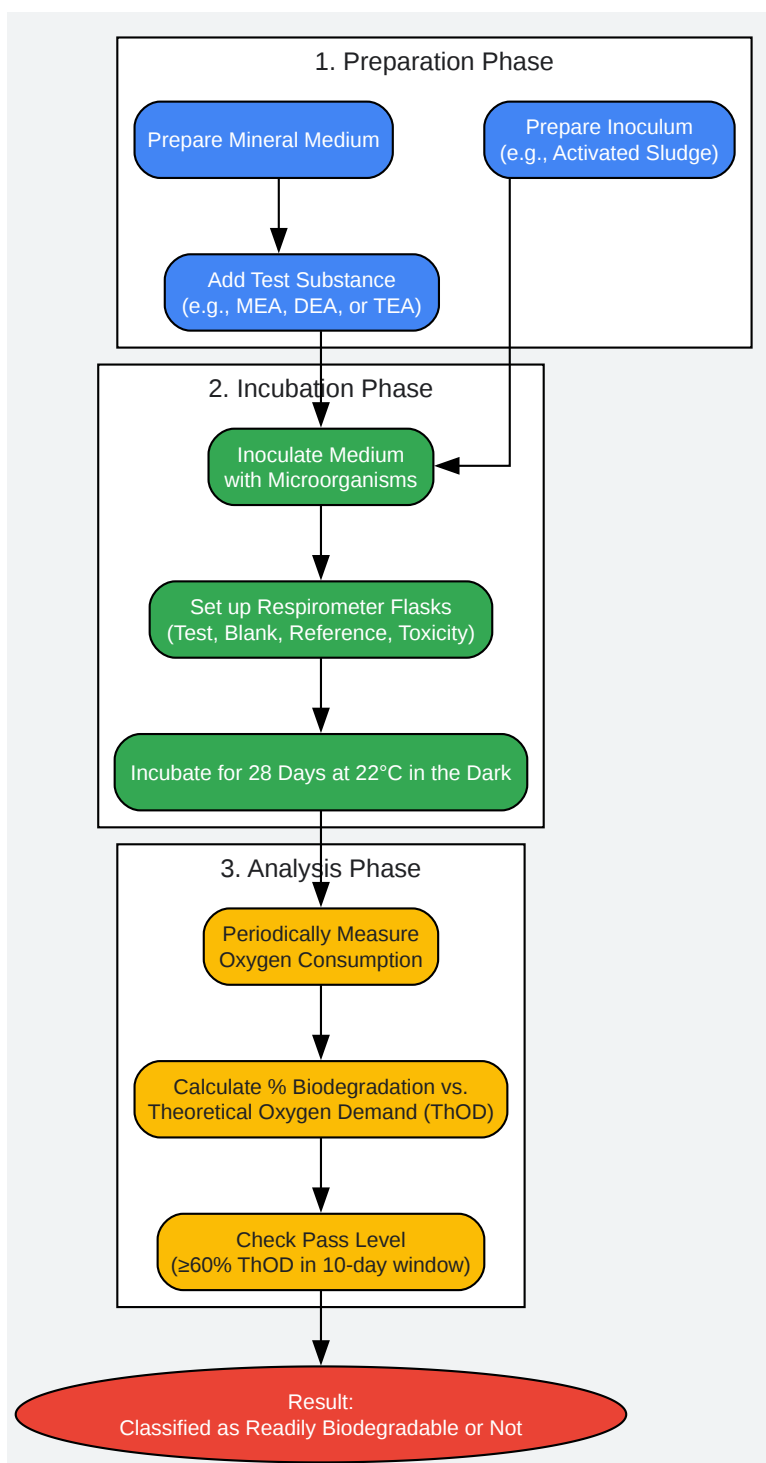 1. Preparation Phase
Prepare Mineral Medium
Prepare Inoculum
(e.g., Activated Sludge)
Add Test Substance
(e.g., MEA, DEA, or TEA)
2. Incubation Phase
Inoculate Medium
with Microorganisms
Set up Respirometer Flasks
(Test, Blank, Reference, Toxicity)
Incubate for 28 Days at 22°C in the Dark
3. Analysis Phase
Periodically Measure
Oxygen Consumption
Calculate % Biodegradation vs.
Theoretical Oxygen Demand (ThOD)
Check Pass Level
(≥60% ThOD in 10-day window)
Result:
Classified as Readily Biodegradable or Not